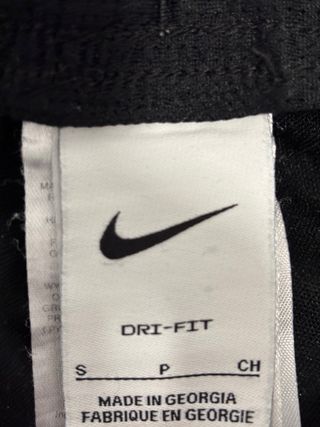 DRI-FIT
S P CH
MADE IN GEORGIA
FABRIQUE EN GEORGIE